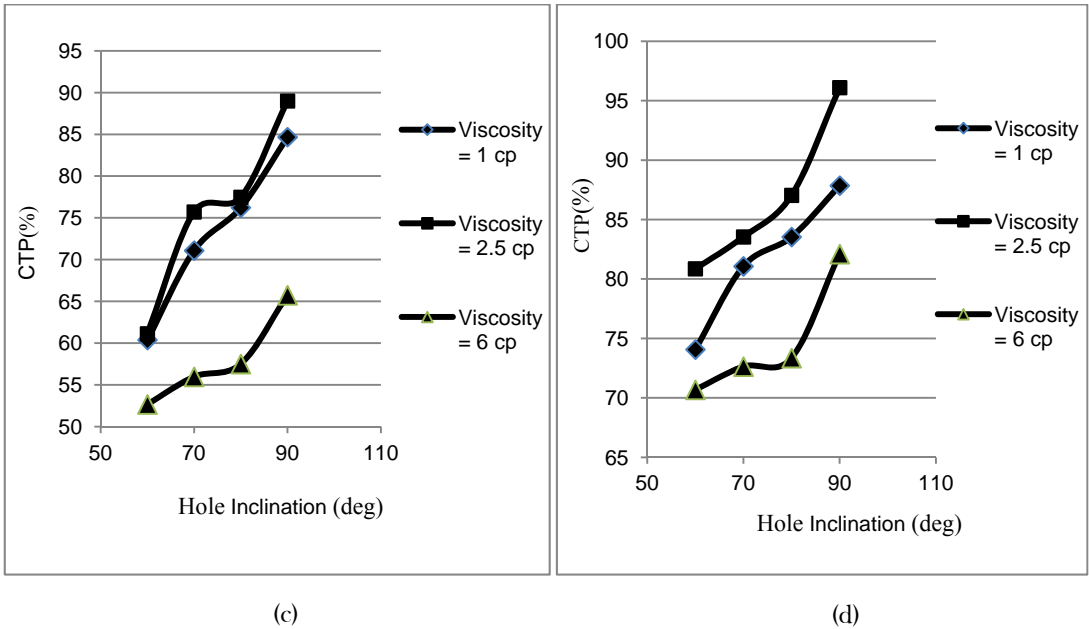 95
90
85
80
75
70
65
60
55
50
CTP(%)
50 70 90 110
Hole Inclination (deg)
Viscosity
= 1 cp
Viscosity
= 2.5 cp
Viscosity
= 6 cp
(c)
100
95
90
85
80
75
70
65
CTP(%)
50 70 90 110
Hole Inclination (deg)
Viscosity
= 1 cp
Viscosity
= 2.5 cp
Viscosity
= 6 cp
(d)